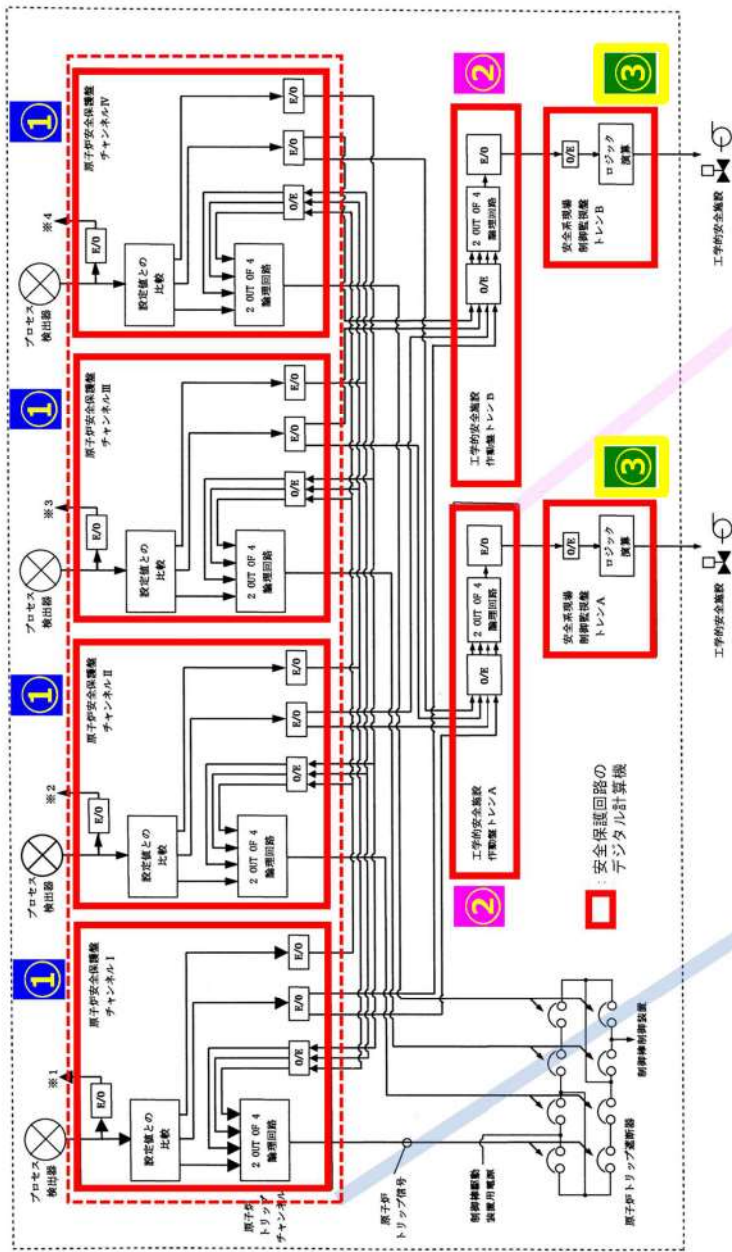 ①
①
①
①
※1
※2
※3
※4
プロセス
検出器
プロセス
検出器
プロセス
検出器
プロセス
検出器
原子炉安全保護盤
チャンネルⅠ
原子炉安全保護盤
チャンネルⅡ
原子炉安全保護盤
チャンネルⅢ
原子炉安全保護盤
チャンネルⅣ
E/O
E/O
E/O
E/O
設定値との
比較
設定値との
比較
設定値との
比較
設定値との
比較
2 OUT OF 4
論理回路
O/E
E/O
E/O
2 OUT OF 4
論理回路
O/E
E/O
E/O
2 OUT OF 4
論理回路
O/E
E/O
E/O
2 OUT OF 4
論理回路
O/E
E/O
E/O
原子炉
トリップ
チャンネル
原子炉
トリップ信号
②
工学的安全施設
作動盤トレンA
O/E
2 OUT OF 4
論理回路
E/O
②
工学的安全施設
作動盤トレンB
O/E
2 OUT OF 4
論理回路
E/O
③
安全系現場
制御監視盤
トレンA
O/E
ロジック
演算
③
安全系現場
制御監視盤
トレンB
O/E
ロジック
演算
制御棒駆動
装置用電源
原子炉トリップ遮断器
制御棒制御装置
:安全保護回路の
デジタル計算機
工学的安全施設
工学的安全施設